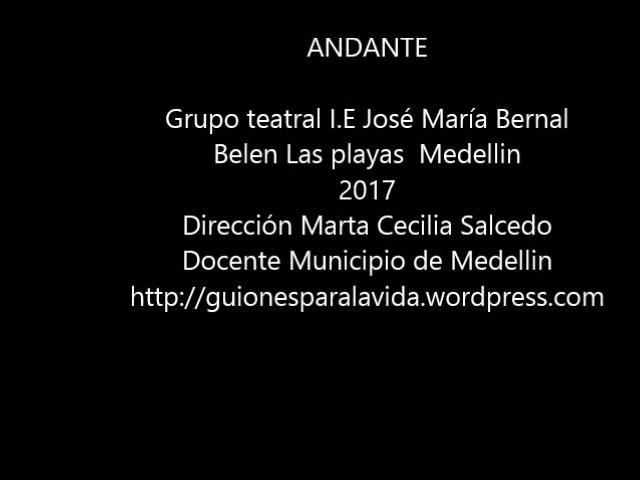 ANDANTE
Grupo teatral I.E José María Bernal
Belen Las playas  Medellin
2017
Dirección Marta Cecilia Salcedo
Docente Municipio de Medellin
http://guionesparalavida.wordpress.com